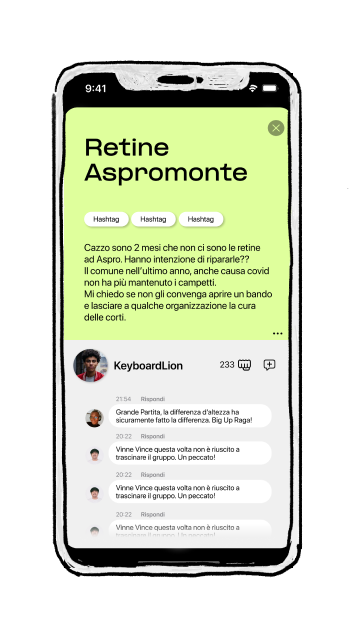 9:41
Retine
Aspromonte
Hashtag Hashtag Hashtag
Cazzo sono 2 mesi che non ci sono le retine
ad Aspro. Hanno intenzione di ripararle??
Il comune nell'ultimo anno, anche causa covid
non ha più mantenuto i campetti.
Mi chiedo se non gli convenga aprire un bando
e lasciare a qualche organizzazione la cura
delle corti.
KeyboardLion 233
21:54 Rispondi
Grande Partita, la differenza d'altezza ha
sicuramente fatto la differenza. Big Up Raga!
20:22 Rispondi
Vinne Vince questa volta non è riuscito a
trascinare il gruppo. Un peccato!
20:22 Rispondi
Vinne Vince questa volta non è riuscito a
trascinare il gruppo. Un peccato!
20:22 Rispondi
Vinne Vince questa volta non è riuscito a
trascinare il gruppo. Un peccato!